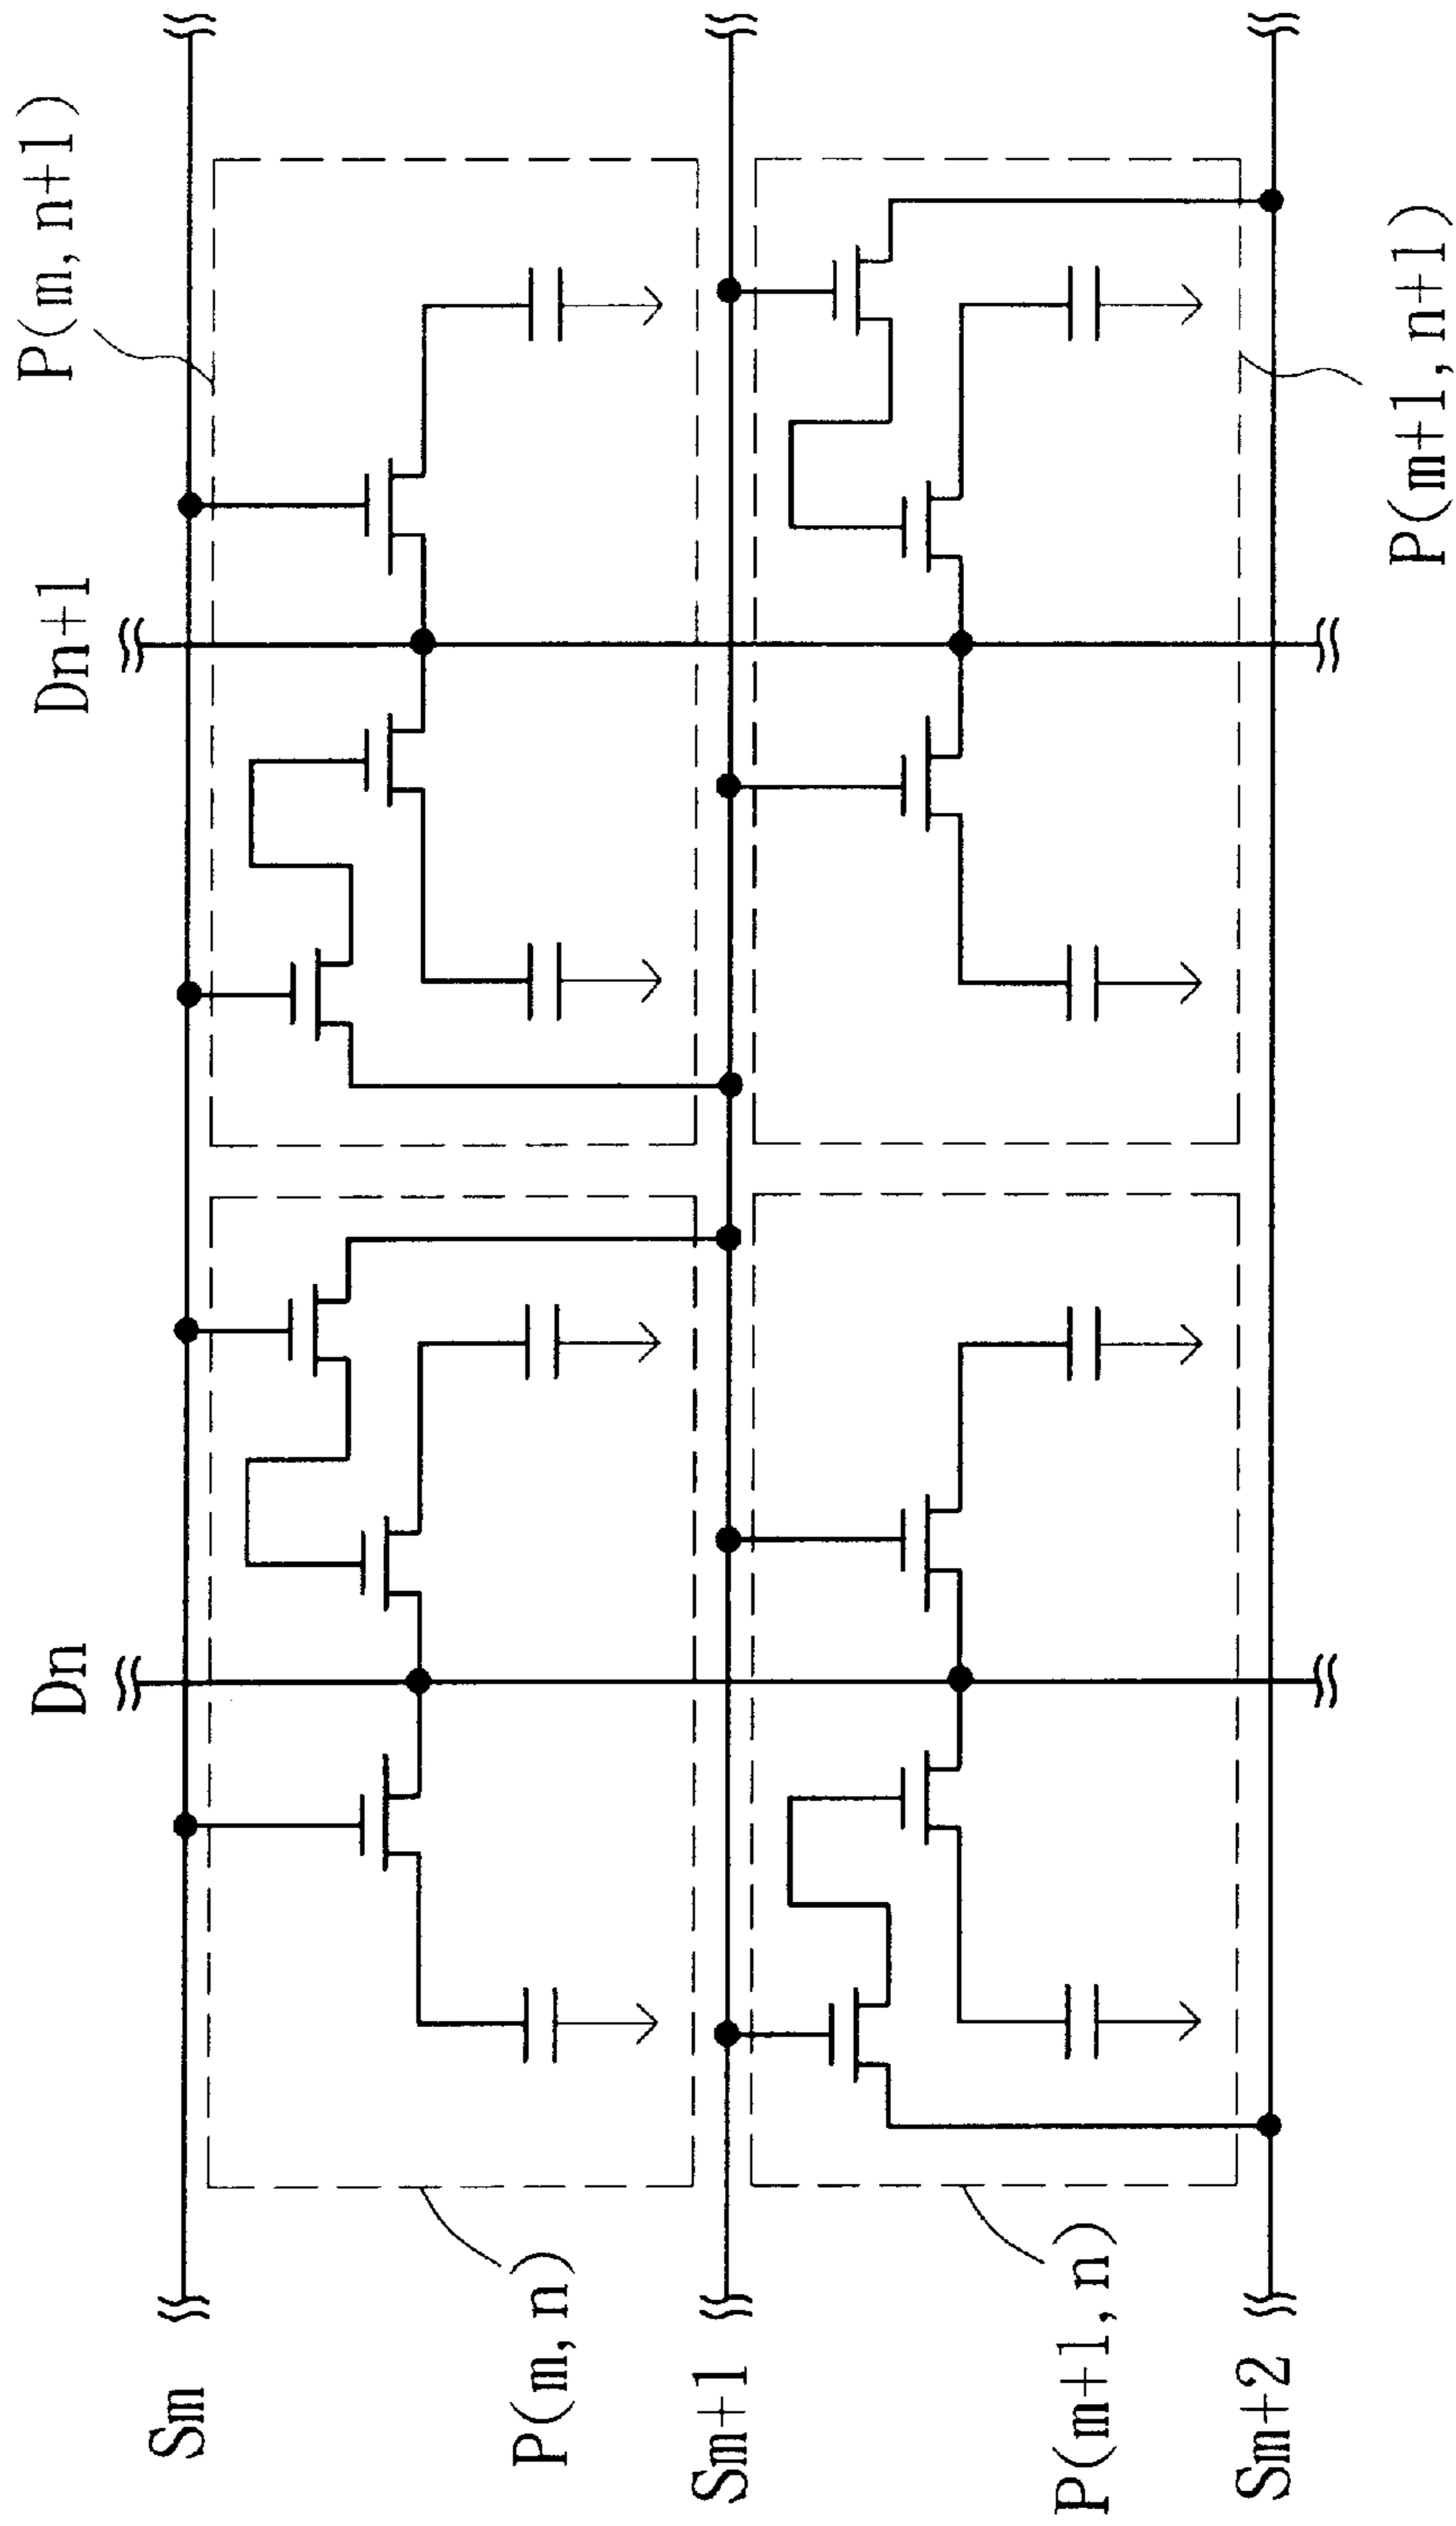 Dn
Dn+1
P(m, n+1)
Sm
P(m, n)
Sm+1
P(m+1, n)
Sm+2
P(m+1, n+1)